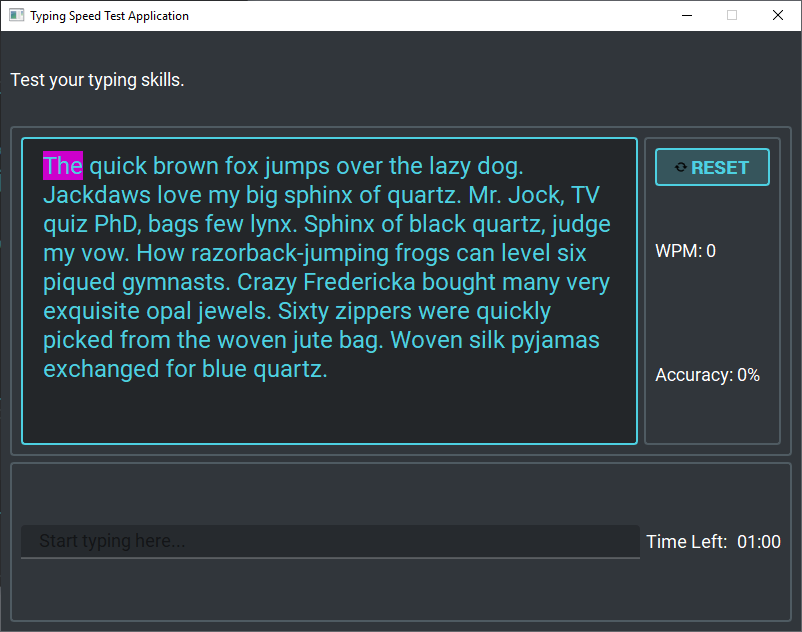 Typing Speed Test Application
Test your typing skills.
The quick brown fox jumps over the lazy dog.
Jackdaws love my big sphinx of quartz. Mr. Jock, TV
quiz PhD, bags few lynx. Sphinx of black quartz, judge
my vow. How razorback-jumping frogs can level six
piqued gymnasts. Crazy Fredericka bought many very
exquisite opal jewels. Sixty zippers were quickly
picked from the woven jute bag. Woven silk pyjamas
exchanged for blue quartz.
RESET
WPM: 0
Accuracy: 0%
Start typing here...
Time Left: 01:00